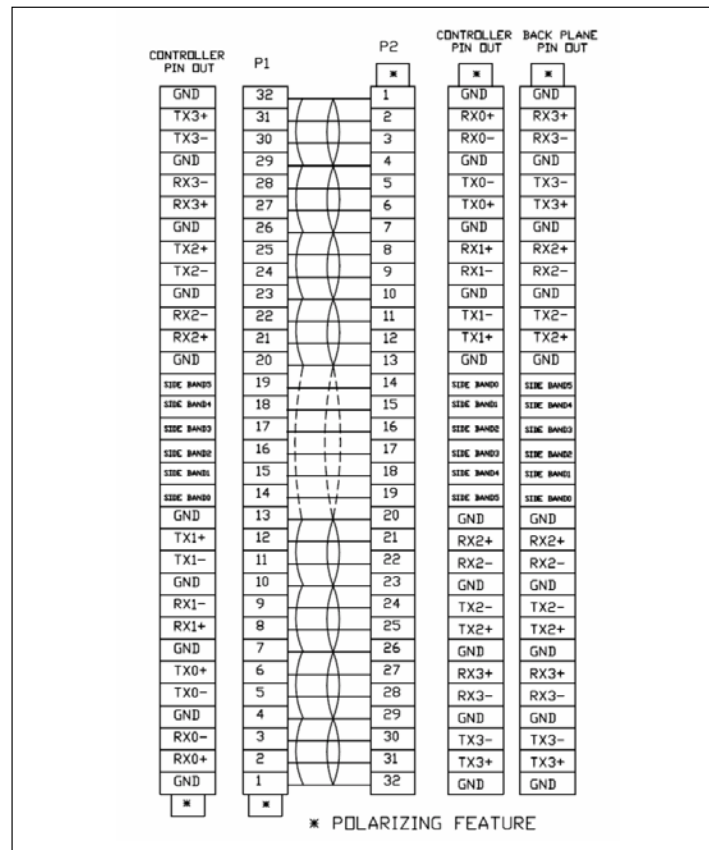 CONTROLLER PIN OUT
P1
P2
CONTROLLER PIN OUT
BACK PLANE PIN OUT
* * *
GND 32 1 GND GND
TX3+ 31 2 RX0+ RX3+
TX3- 30 3 RX0- RX3-
GND 29 4 GND GND
RX3- 28 5 TX0- TX3-
RX3+ 27 6 TX0+ TX3+
GND 26 7 GND GND
TX2+ 25 8 RX1+ RX2+
TX2- 24 9 RX1- RX2-
GND 23 10 GND GND
RX2- 22 11 TX1- TX2-
RX2+ 21 12 TX1+ TX2+
GND 20 13 GND GND
SIDE BAND5 19 14 SIDE BAND0 SIDE BAND5
SIDE BAND4 18 15 SIDE BAND1 SIDE BAND4
SIDE BAND3 17 16 SIDE BAND2 SIDE BAND3
SIDE BAND2 16 17 SIDE BAND3 SIDE BAND2
SIDE BAND1 15 18 SIDE BAND4 SIDE BAND1
SIDE BAND0 14 19 SIDE BAND5 SIDE BAND0
GND 13 20 GND GND
TX1+ 12 21 RX2+ RX2+
TX1- 11 22 RX2- RX2-
GND 10 23 GND GND
RX1- 9 24 TX2- TX2-
RX1+ 8 25 TX2+ TX2+
GND 7 26 GND GND
TX0+ 6 27 RX3+ RX3+
TX0- 5 28 RX3- RX3-
GND 4 29 GND GND
RX0- 3 30 TX3- TX3-
RX0+ 2 31 TX3+ TX3+
GND 1 32 GND GND
* *
* POLARIZING FEATURE